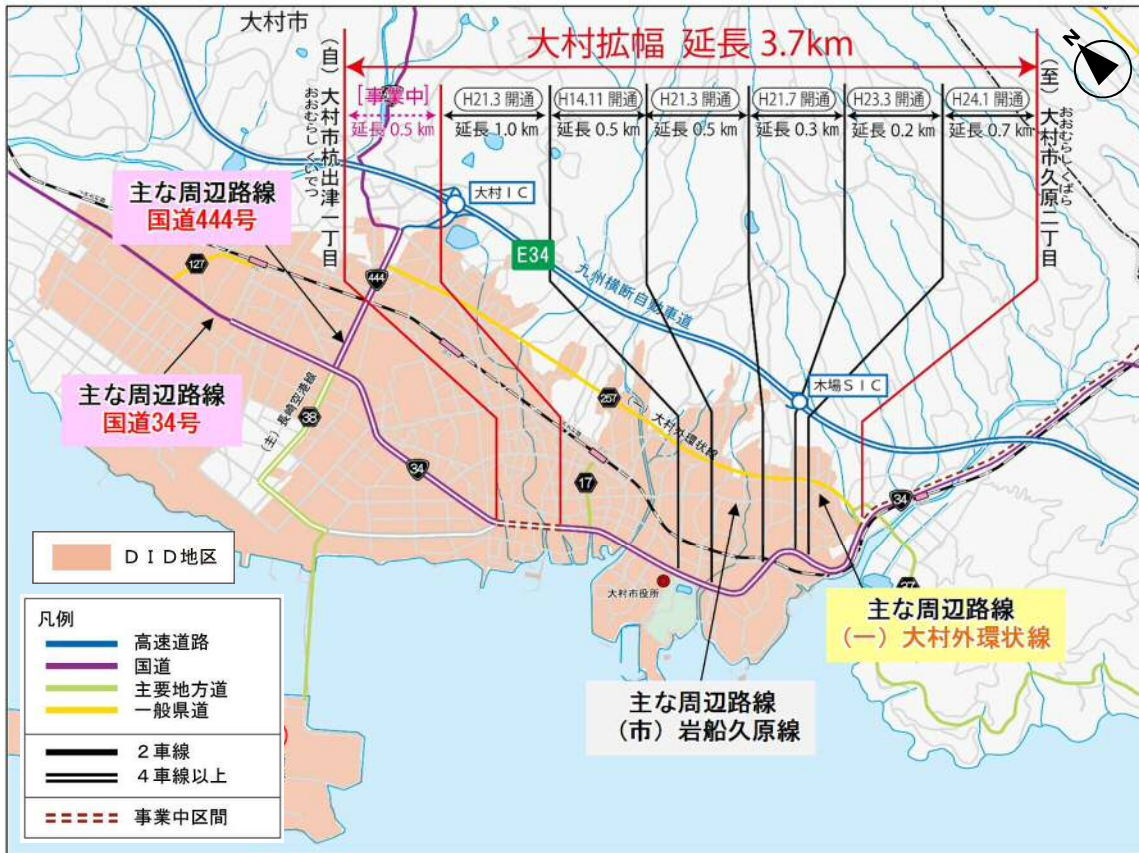 大村市
大村拡幅 延長 3.7km
N
（自）大村市杭出津一丁目
おおむらし くいでつ
（至）大村市久原二丁目
おおむらしくばら
[事業中]
延長 0.5 km
H21.3 開通
延長 1.0 km
H14.11 開通
延長 0.5 km
H21.3 開通
延長 0.5 km
H21.7 開通
延長 0.3 km
H23.3 開通
延長 0.2 km
H24.1 開通
延長 0.7 km
主な周辺路線
国道444号
大村ＩＣ
E34
九州横断自動車道
127
444
主な周辺路線
国道34号
（主）長崎空港線
38
257
（一）大村外環状線
木場ＳＩＣ
34
17
34
37
ＤＩＤ地区
大村市役所
主な周辺路線
（一）大村外環状線
主な周辺路線
（市）岩船久原線
凡例
高速道路
国道
主要地方道
一般県道
２車線
４車線以上
事業中区間